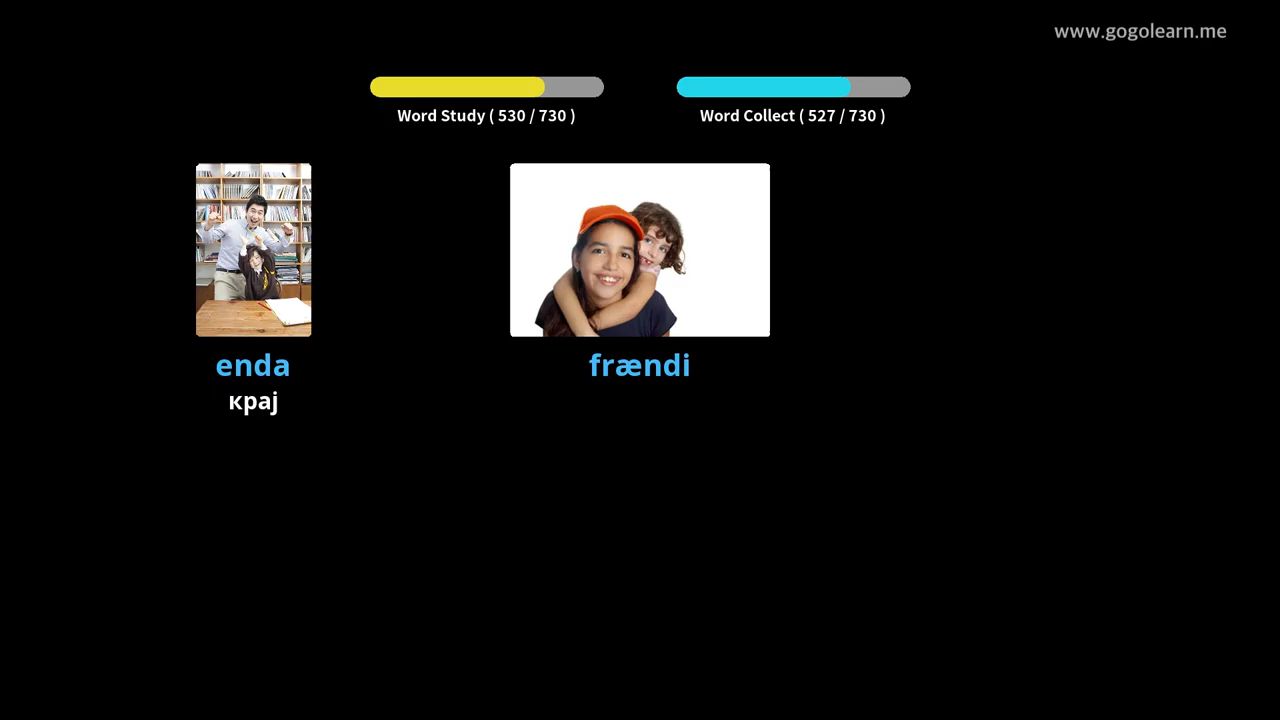 www.gogolearn.me
Word Study ( 530 / 730 )
Word Collect ( 527 / 730 )
enda
крај
frændi